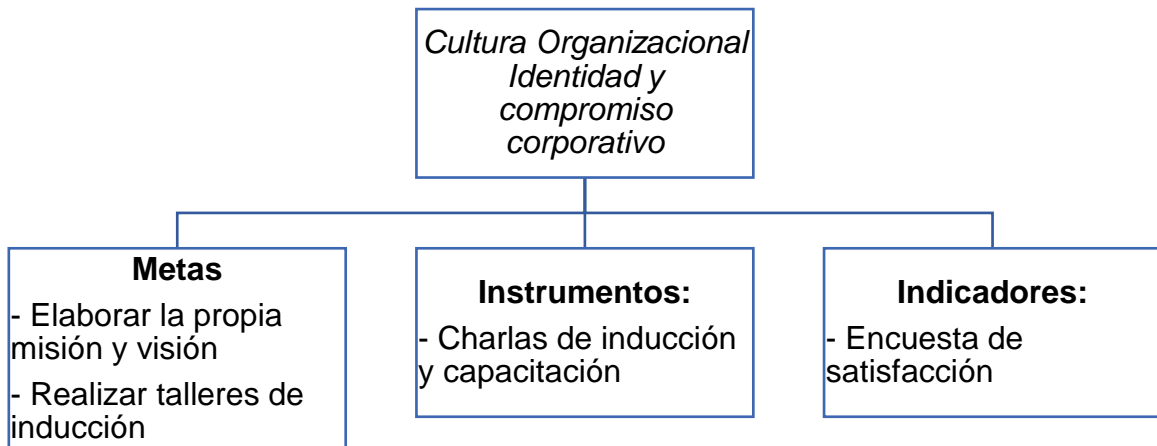 Cultura Organizacional
Identidad y
compromiso
corporativo
Metas
- Elaborar la propia
misión y visión
- Realizar talleres de
inducción
Instrumentos:
- Charlas de inducción
y capacitación
Indicadores:
- Encuesta de
satisfacción